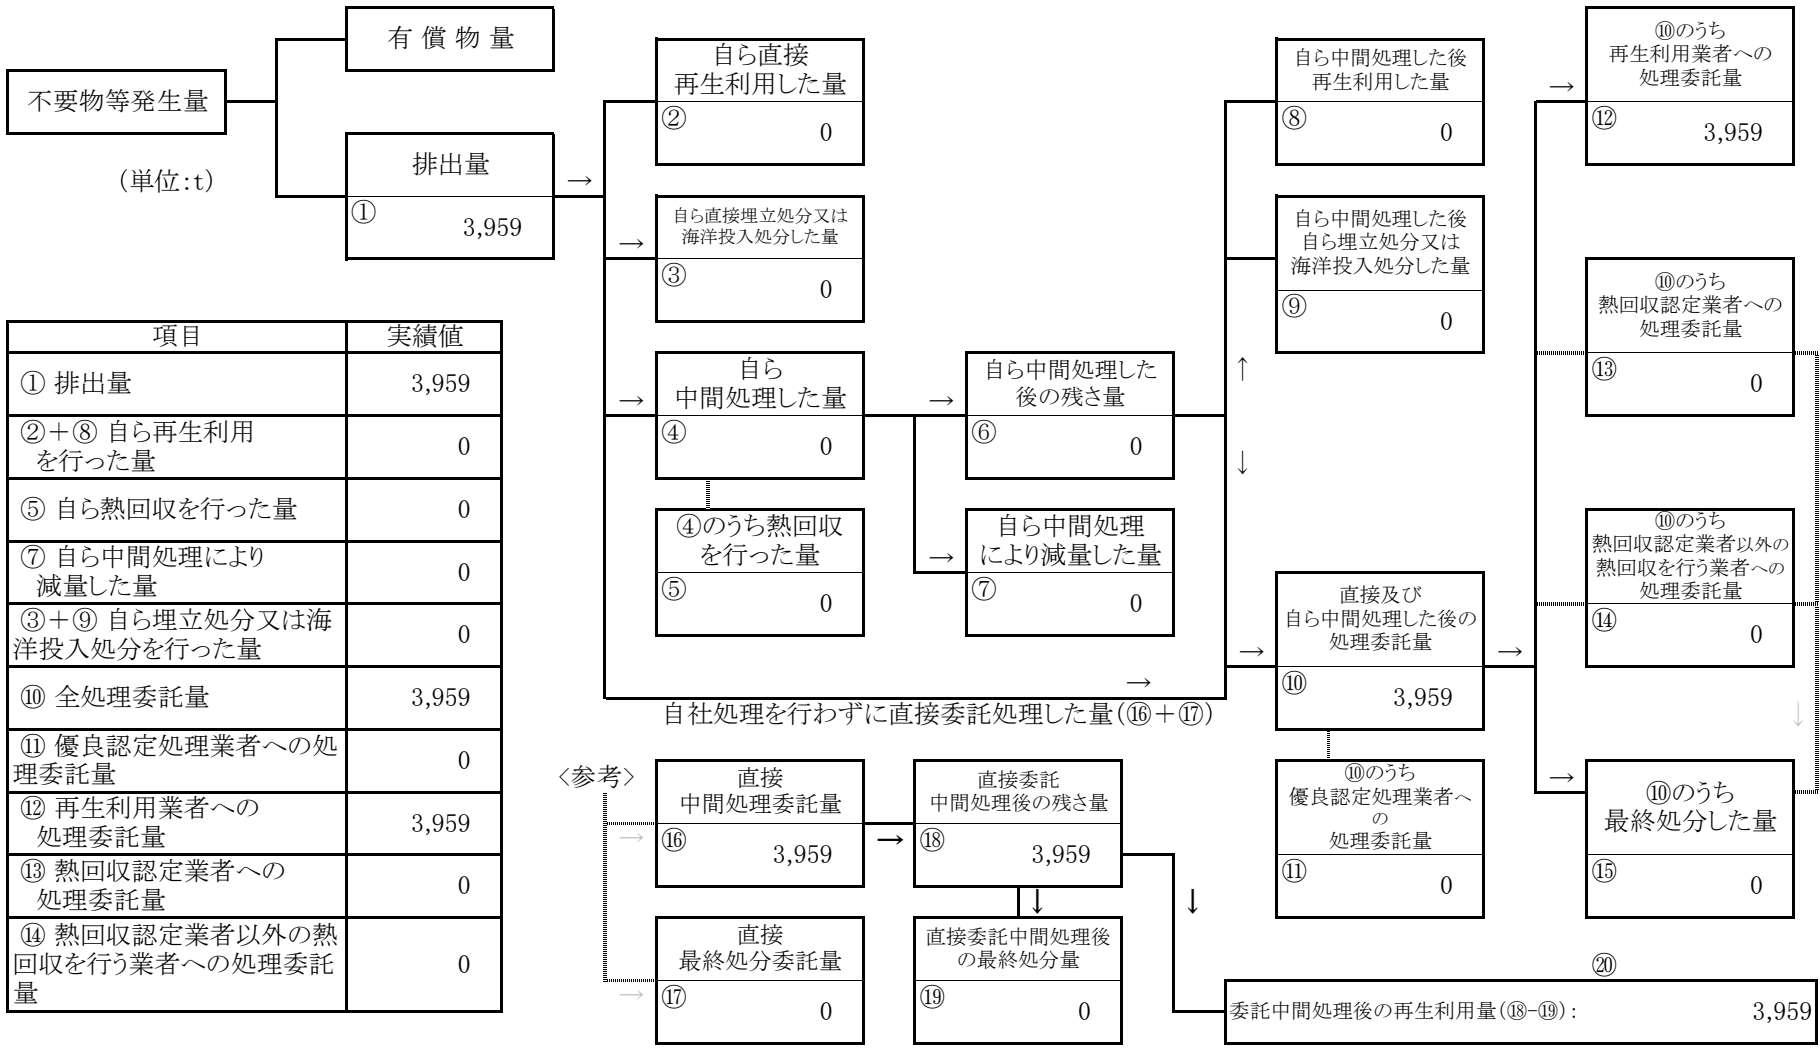 有 償 物 量
不要物等発生量
(単位:t)
排出量
①
3,959
→
自ら直接
再生利用した量
②
0
→
自ら直接埋立処分又は
海洋投入処分した量
③
0
→
自ら
中間処理した量
④
0
④のうち熱回収
を行った量
⑤
0
→
自ら中間処理した
後の残さ量
⑥
0
→
自ら中間処理
により減量した量
⑦
0
自ら中間処理した後
再生利用した量
⑧
0
自ら中間処理した後
自ら埋立処分又は
海洋投入処分した量
⑨
0
↑
↓
→
自社処理を行わずに直接委託処理した量(⑯+⑰)
→
直接及び
自ら中間処理した後の
処理委託量
⑩
3,959
⑩のうち
優良認定処理業者へ
の
処理委託量
⑪
0
→
→
⑩のうち
再生利用業者への
処理委託量
⑫
3,959
⑩のうち
熱回収認定業者への
処理委託量
⑬
0
⑩のうち
熱回収認定業者以外の
熱回収を行う業者への
処理委託量
⑭
0
↓
→
⑩のうち
最終処分した量
⑮
0
項目 実績値
① 排出量 3,959
②+⑧ 自ら再生利用
を行った量
0
⑤ 自ら熱回収を行った量 0
⑦ 自ら中間処理により
減量した量
0
③+⑨ 自ら埋立処分又は海
洋投入処分を行った量
0
⑩ 全処理委託量 3,959
⑪ 優良認定処理業者への処
理委託量
0
⑫ 再生利用業者への
処理委託量
3,959
⑬ 熱回収認定業者への
処理委託量
0
⑭ 熱回収認定業者以外の熱
回収を行う業者への処理委託
量
0
<参考>
→
直接
中間処理委託量
⑯
3,959
→
直接委託
中間処理後の残さ量
⑱
3,959
→
直接
最終処分委託量
⑰
0
↓
直接委託中間処理後
の最終処分量
⑲
0
↓
⑳
委託中間処理後の再生利用量(⑱-⑲): 3,959